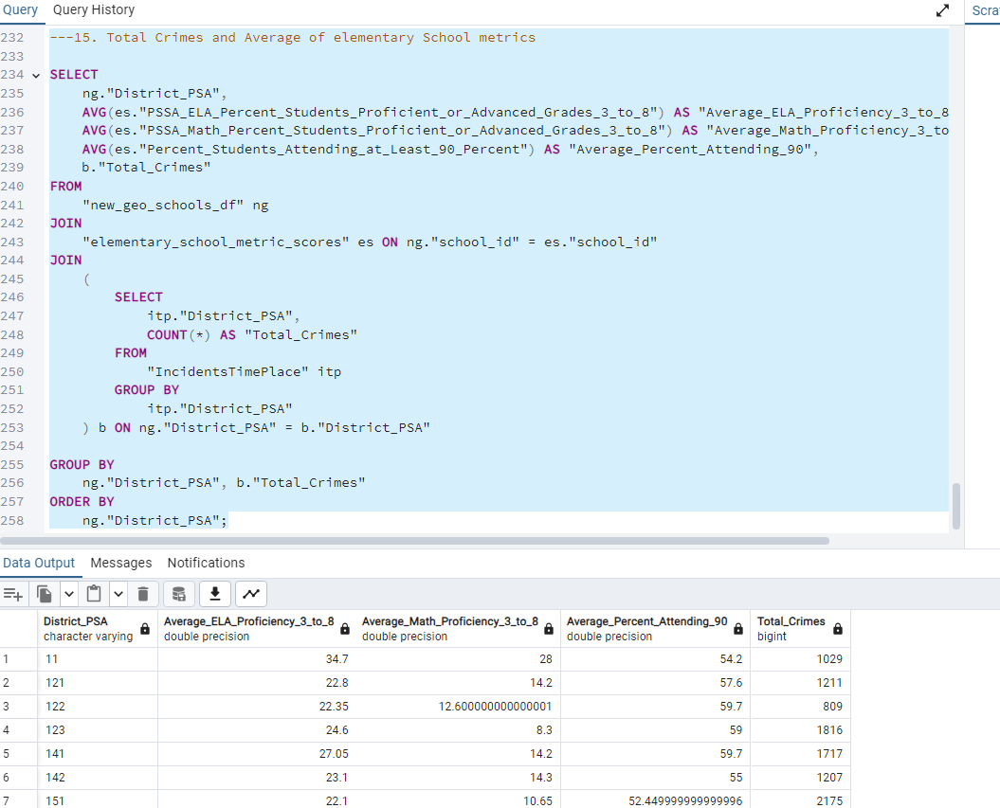 Query Query History Scra
232 ---15. Total Crimes and Average of elementary School metrics
233
234 SELECT
235 ng."District_PSA",
236 AVG(es."PSSA_ELA_Percent_Students_Proficient_or_Advanced_Grades_3_to_8") AS "Average_ELA_Proficiency_3_to_8
237 AVG(es."PSSA_Math_Percent_Students_Proficient_or_Advanced_Grades_3_to_8") AS "Average_Math_Proficiency_3_to
238 AVG(es."Percent_Students_Attending_at_Least_90_Percent") AS "Average_Percent_Attending_90",
239 b."Total_Crimes"
240 FROM
241 "new_geo_schools_df" ng
242 JOIN
243 "elementary_school_metric_scores" es ON ng."school_id" = es."school_id"
244 JOIN
245 (
246 SELECT
247 itp."District_PSA",
248 COUNT(*) AS "Total_Crimes"
249 FROM
250 "IncidentsTimePlace" itp
251 GROUP BY
252 itp."District_PSA"
253 ) b ON ng."District_PSA" = b."District_PSA"
254
255 GROUP BY
256 ng."District_PSA", b."Total_Crimes"
257 ORDER BY
258 ng."District_PSA";
Data Output Messages Notifications
District_PSA Average_ELA_Proficiency_3_to_8 Average_Math_Proficiency_3_to_8 Average_Percent_Attending_90 Total_Crimes
character varying double precision double precision double precision bigint
1 11 34.7 28 54.2 1029
2 121 22.8 14.2 57.6 1211
3 122 22.35 12.600000000000001 59.7 809
4 123 24.6 8.3 59 1816
5 141 27.05 14.2 59.7 1717
6 142 23.1 14.3 55 1207
7 151 22.1 10.65 52.449999999999996 2175